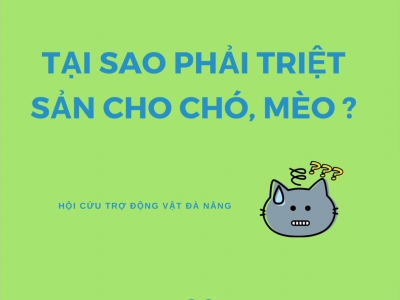 TẠI SAO PHẢI TRIỆT
SẢN CHO CHÓ, MÈO ?
???
HỘI CỨU TRỢ ĐỘNG VẬT ĐÀ NẴNG